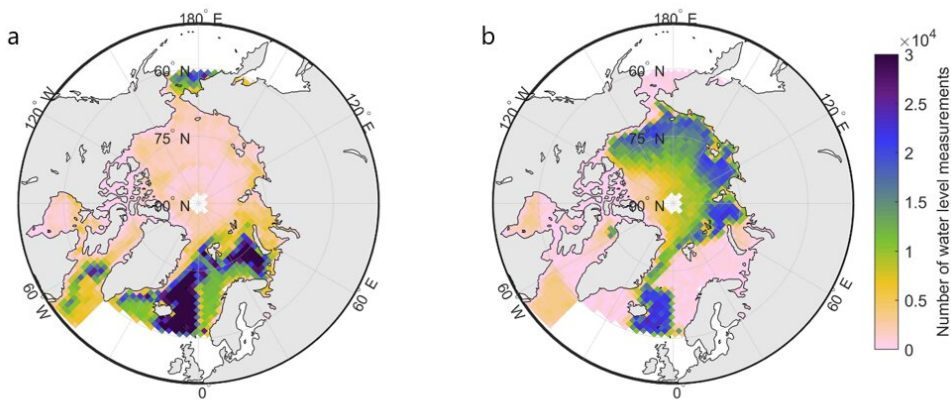 a
180° E
60° N
75° N
90° N
120° W
120° E
60° W
60° E
0°
b
180° E
60° N
75° N
90° N
120° W
120° E
60° W
60° E
0°
×10⁴
3
2.5
2
1.5
1
0.5
0
Number of water level measurements